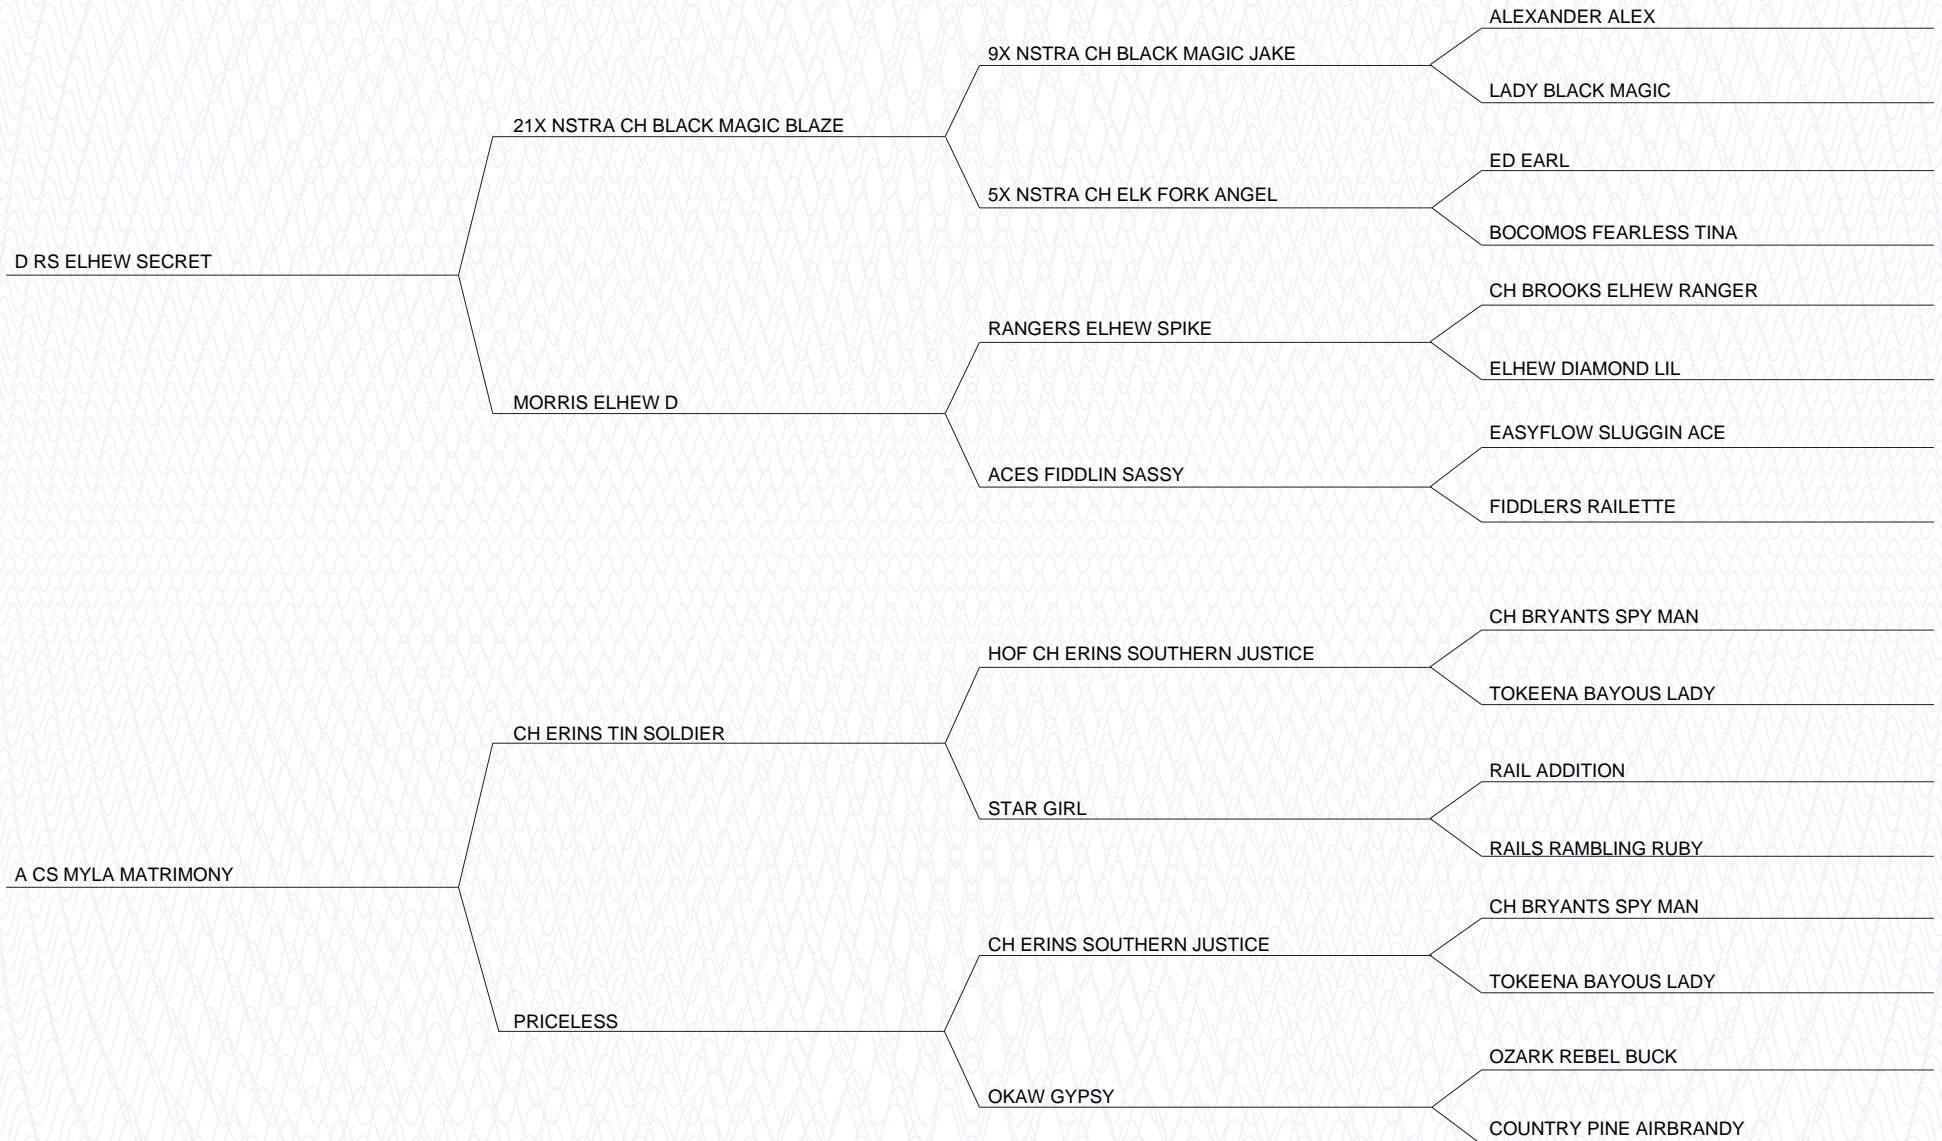 ALEXANDER ALEX
9X NSTRA CH BLACK MAGIC JAKE
LADY BLACK MAGIC
21X NSTRA CH BLACK MAGIC BLAZE
ED EARL
5X NSTRA CH ELK FORK ANGEL
BOCOMOS FEARLESS TINA
D RS ELHEW SECRET
CH BROOKS ELHEW RANGER
RANGERS ELHEW SPIKE
ELHEW DIAMOND LIL
MORRIS ELHEW D
EASYFLOW SLUGGIN ACE
ACES FIDDLIN SASSY
FIDDLERS RAILETTE
CH BRYANTS SPY MAN
HOF CH ERINS SOUTHERN JUSTICE
TOKEENA BAYOUS LADY
CH ERINS TIN SOLDIER
RAIL ADDITION
STAR GIRL
RAILS RAMBLING RUBY
A CS MYLA MATRIMONY
CH BRYANTS SPY MAN
CH ERINS SOUTHERN JUSTICE
TOKEENA BAYOUS LADY
PRICELESS
OZARK REBEL BUCK
OKAW GYPSY
COUNTRY PINE AIRBRANDY